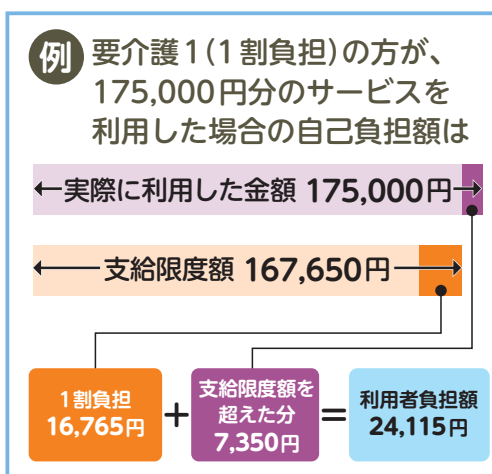 例 要介護1(1割負担)の方が、
175,000円分のサービスを
利用した場合の自己負担額は
実際に利用した金額 175,000円
支給限度額 167,650円
1割負担
16,765円
+
支給限度額を
超えた分
7,350円
=
利用者負担額
24,115円